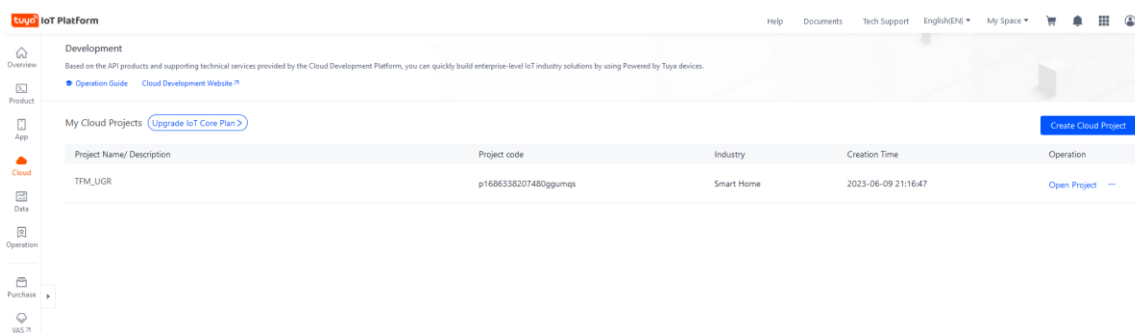 tuya IoT Platform
Help Documents Tech Support English(EN) My Space
Overview
Product
App
Cloud
Data
Operation
Purchase
VAS
Development
Based on the API products and supporting technical services provided by the Cloud Development Platform, you can quickly build enterprise-level IoT industry solutions by using Powered by Tuya devices.
Operation Guide Cloud Development Website
My Cloud Projects Upgrade IoT Core Plan >
Create Cloud Project
Project Name/ Description Project code Industry Creation Time Operation
TFM_UGR p1686338207480ggumqs Smart Home 2023-06-09 21:16:47 Open Project ···